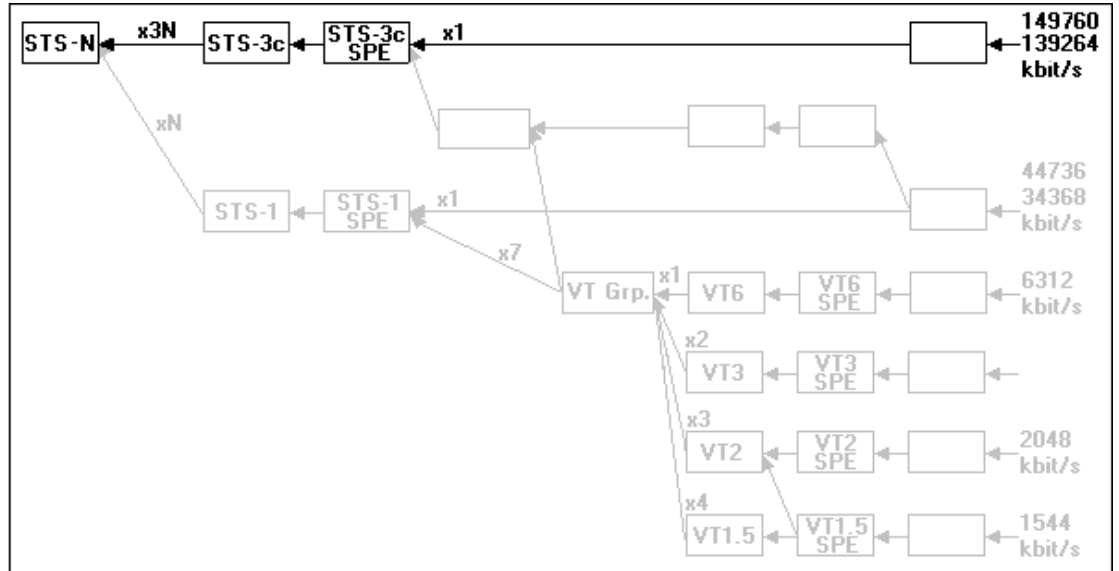 149760
x3N
x1
139264
STS-N
STS-3c
STS-3c
SPE
kbit/s
xN
44736
STS-1
STS-1
SPE
x1
34368
kbit/s
x7
VT Grp.
x1
VT6
VT6
SPE
6312
kbit/s
x2
VT3
VT3
SPE
x3
VT2
VT2
SPE
2048
kbit/s
x4
VT1.5
VT1.5
SPE
1544
kbit/s